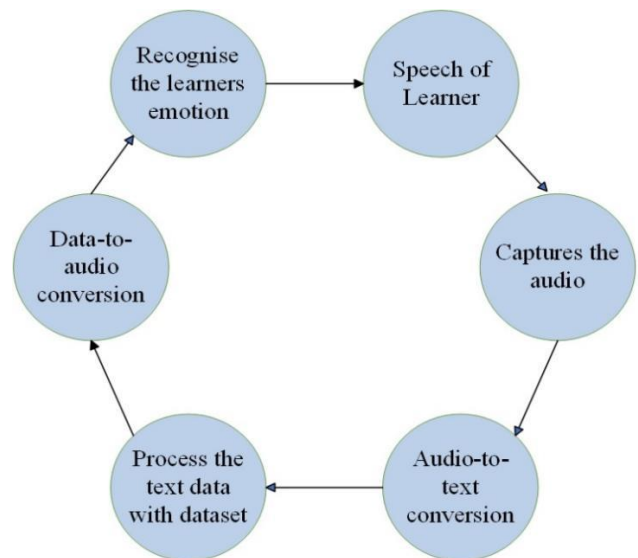 Recognise
the learners
emotion
Speech of
Learner
Captures the
audio
Audio-to-
text
conversion
Process the
text data
with dataset
Data-to-
audio
conversion